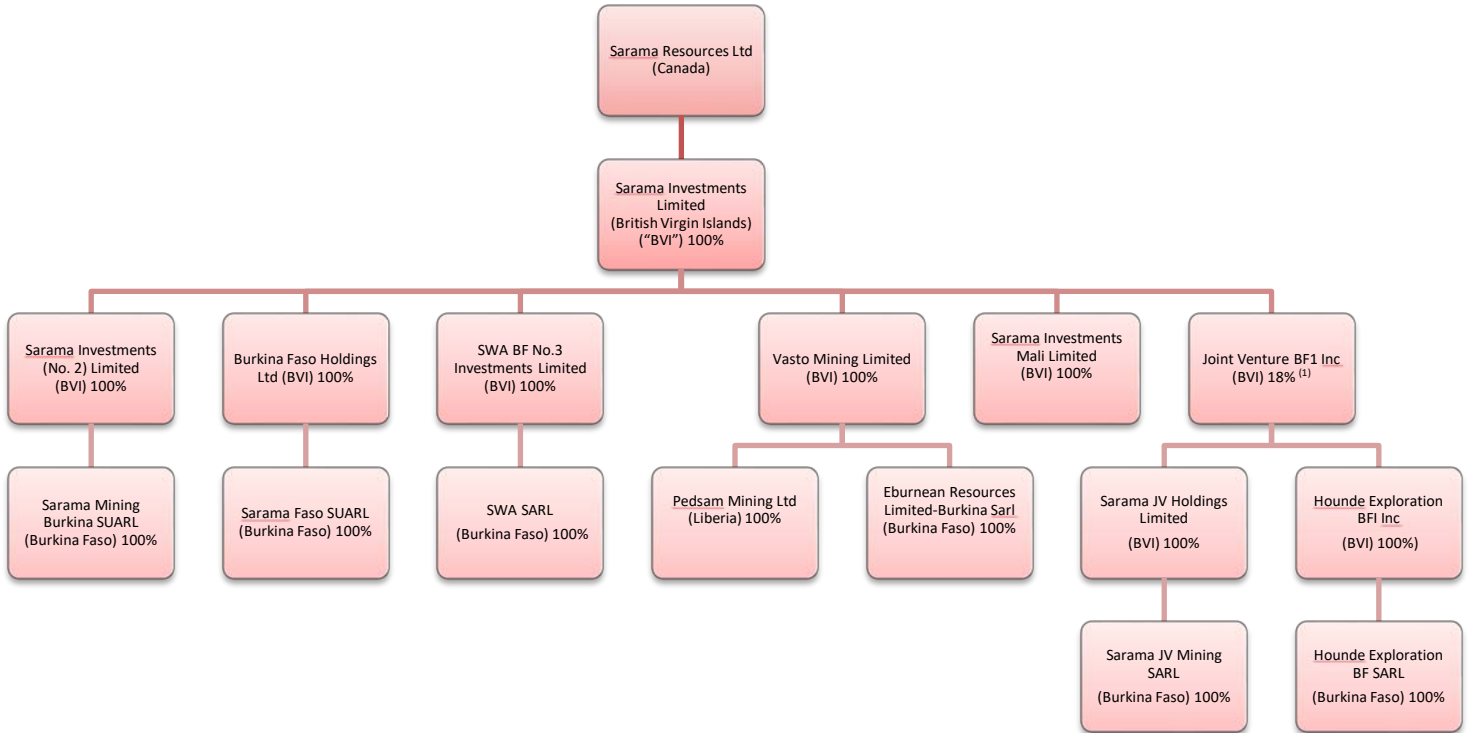 Sarama Resources Ltd
(Canada)
Sarama Investments
Limited
(British Virgin Islands)
(“BVI”) 100%
Sarama Investments
(No. 2) Limited
(BVI) 100%
Burkina Faso Holdings
Ltd (BVI) 100%
SWA BF No.3
Investments Limited
(BVI) 100%
Vasto Mining Limited
(BVI) 100%
Sarama Investments
Mali Limited
(BVI) 100%
Joint Venture BF1 Inc
(BVI) 18% (1)
Sarama Mining
Burkina SUARL
(Burkina Faso) 100%
Sarama Faso SUARL
(Burkina Faso) 100%
SWA SARL
(Burkina Faso) 100%
Pedsam Mining Ltd
(Liberia) 100%
Eburnean Resources
Limited-Burkina Sarl
(Burkina Faso) 100%
Sarama JV Holdings
Limited
(BVI) 100%
Hounde Exploration
BFI Inc
(BVI) 100%)
Sarama JV Mining
SARL
(Burkina Faso) 100%
Hounde Exploration
BF SARL
(Burkina Faso) 100%